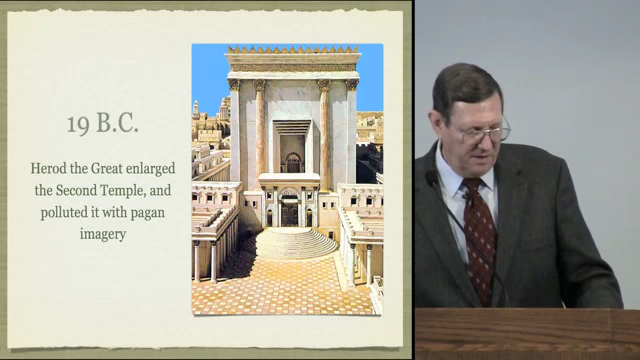 19 B.C.
Herod the Great enlarged
the Second Temple, and
polluted it with pagan
imagery